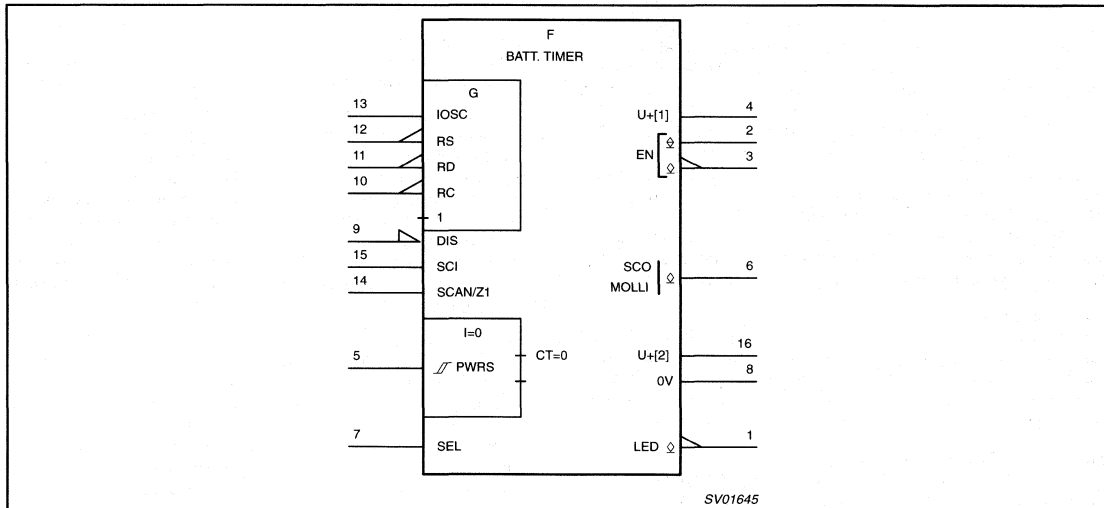 F
BATT. TIMER
G
13 IOSC
12 RS
11 RD
10 RC
1
9 DIS
15 SCI
14 SCAN/Z1
I=0
5 PWRS CT=0
7 SEL
U+[1] 4
2
EN 3
SCO 6
MOLLI
U+[2] 16
0V 8
LED 1
SV01645